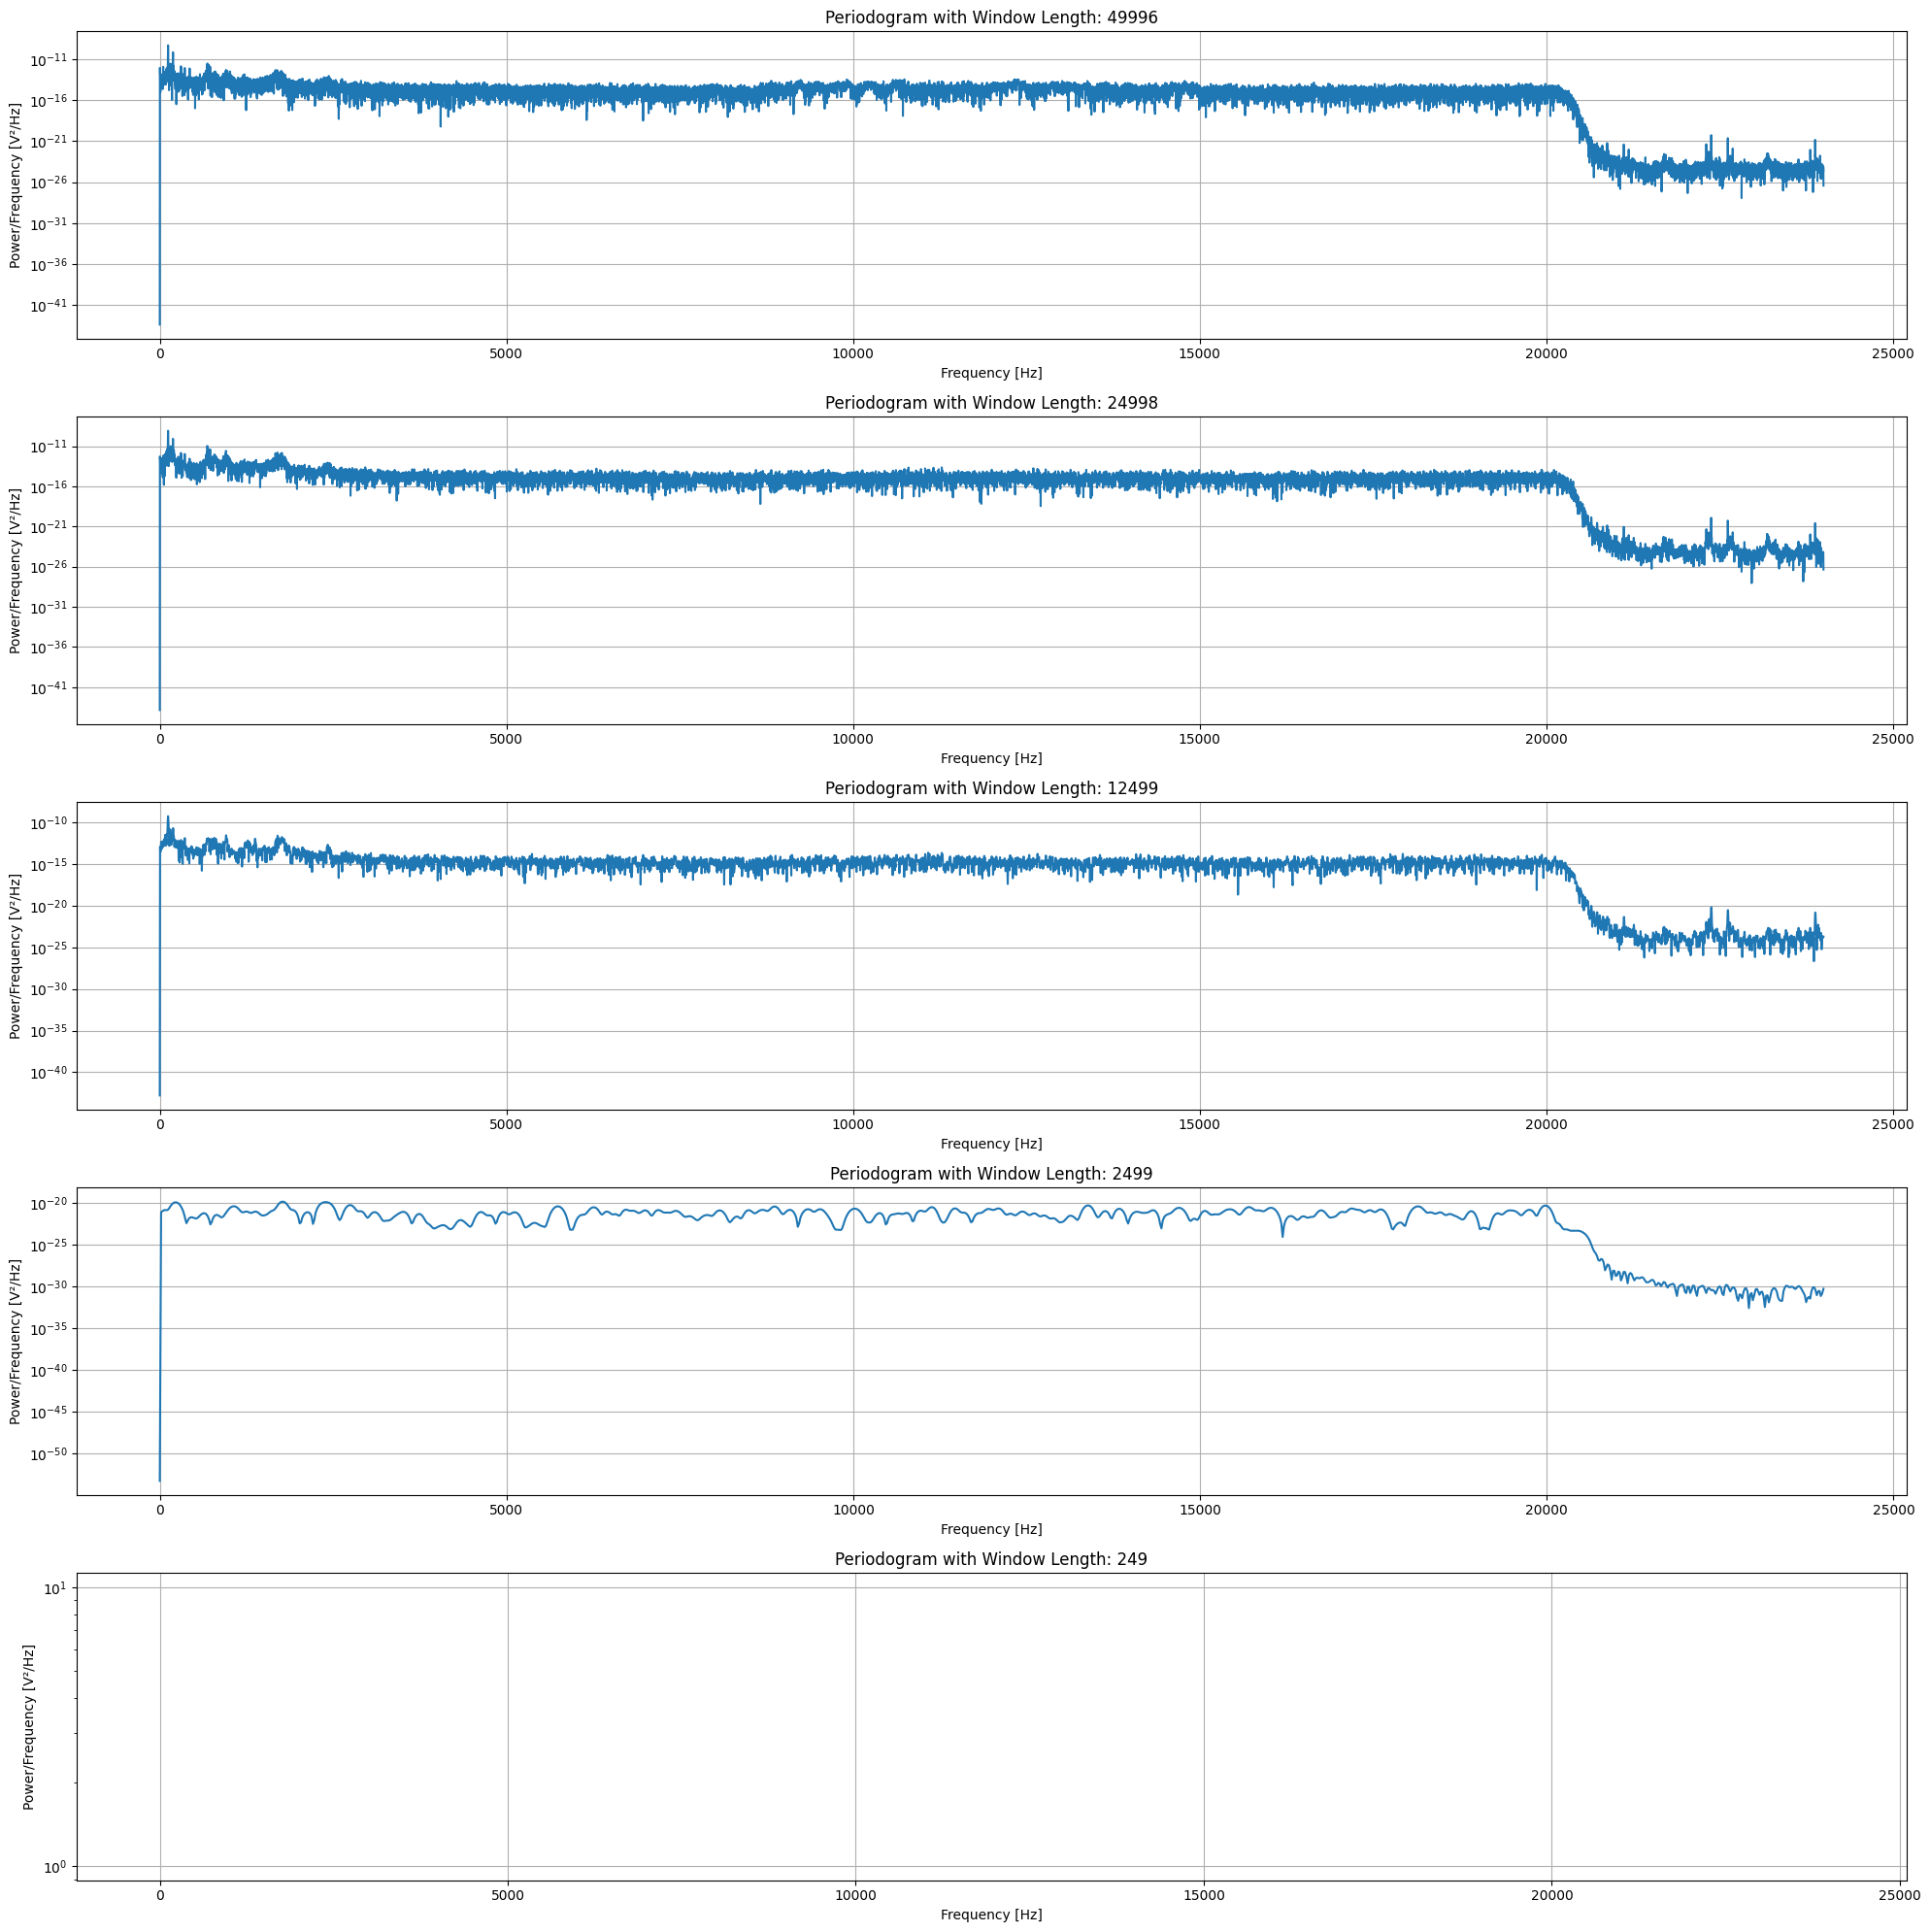 Periodogram with Window Length: 49996
Power/Frequency [V²/Hz]
10⁻¹¹
10⁻¹⁶
10⁻²¹
10⁻²⁶
10⁻³¹
10⁻³⁶
10⁻⁴¹
0 5000 10000 15000 20000 25000
Frequency [Hz]
Periodogram with Window Length: 24998
Power/Frequency [V²/Hz]
10⁻¹¹
10⁻¹⁶
10⁻²¹
10⁻²⁶
10⁻³¹
10⁻³⁶
10⁻⁴¹
0 5000 10000 15000 20000 25000
Frequency [Hz]
Periodogram with Window Length: 12499
Power/Frequency [V²/Hz]
10⁻¹⁰
10⁻¹⁵
10⁻²⁰
10⁻²⁵
10⁻³⁰
10⁻³⁵
10⁻⁴⁰
0 5000 10000 15000 20000 25000
Frequency [Hz]
Periodogram with Window Length: 2499
Power/Frequency [V²/Hz]
10⁻²⁰
10⁻²⁵
10⁻³⁰
10⁻³⁵
10⁻⁴⁰
10⁻⁴⁵
10⁻⁵⁰
0 5000 10000 15000 20000 25000
Frequency [Hz]
Periodogram with Window Length: 249
Power/Frequency [V²/Hz]
10¹
10⁰
0 5000 10000 15000 20000 25000
Frequency [Hz]